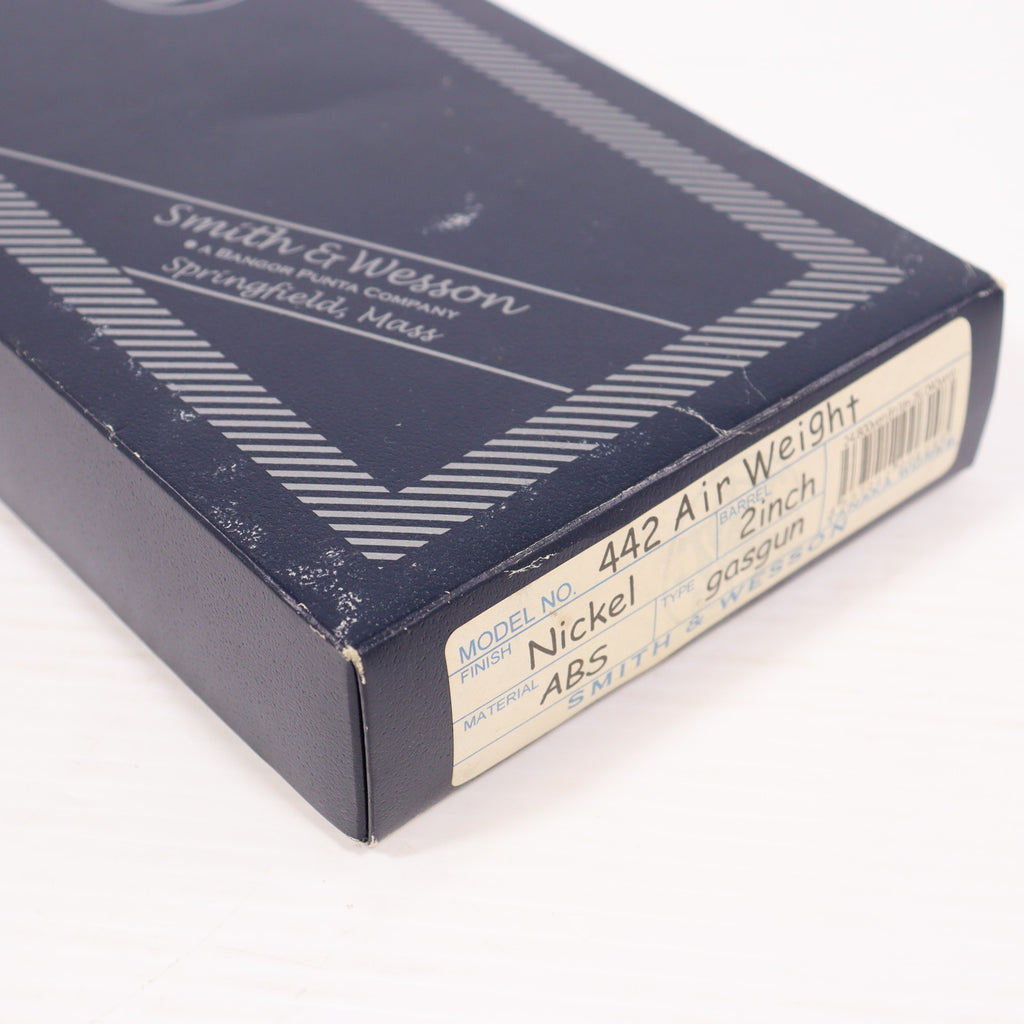 Smith & Wesson
• A BANGOR PUNTA COMPANY
Springfield, Mass
MODEL NO. 442 Air Weight
FINISH Nickel BARREL 2inch
MATERIAL ABS TYPE gasgun
SMITH & WESSON